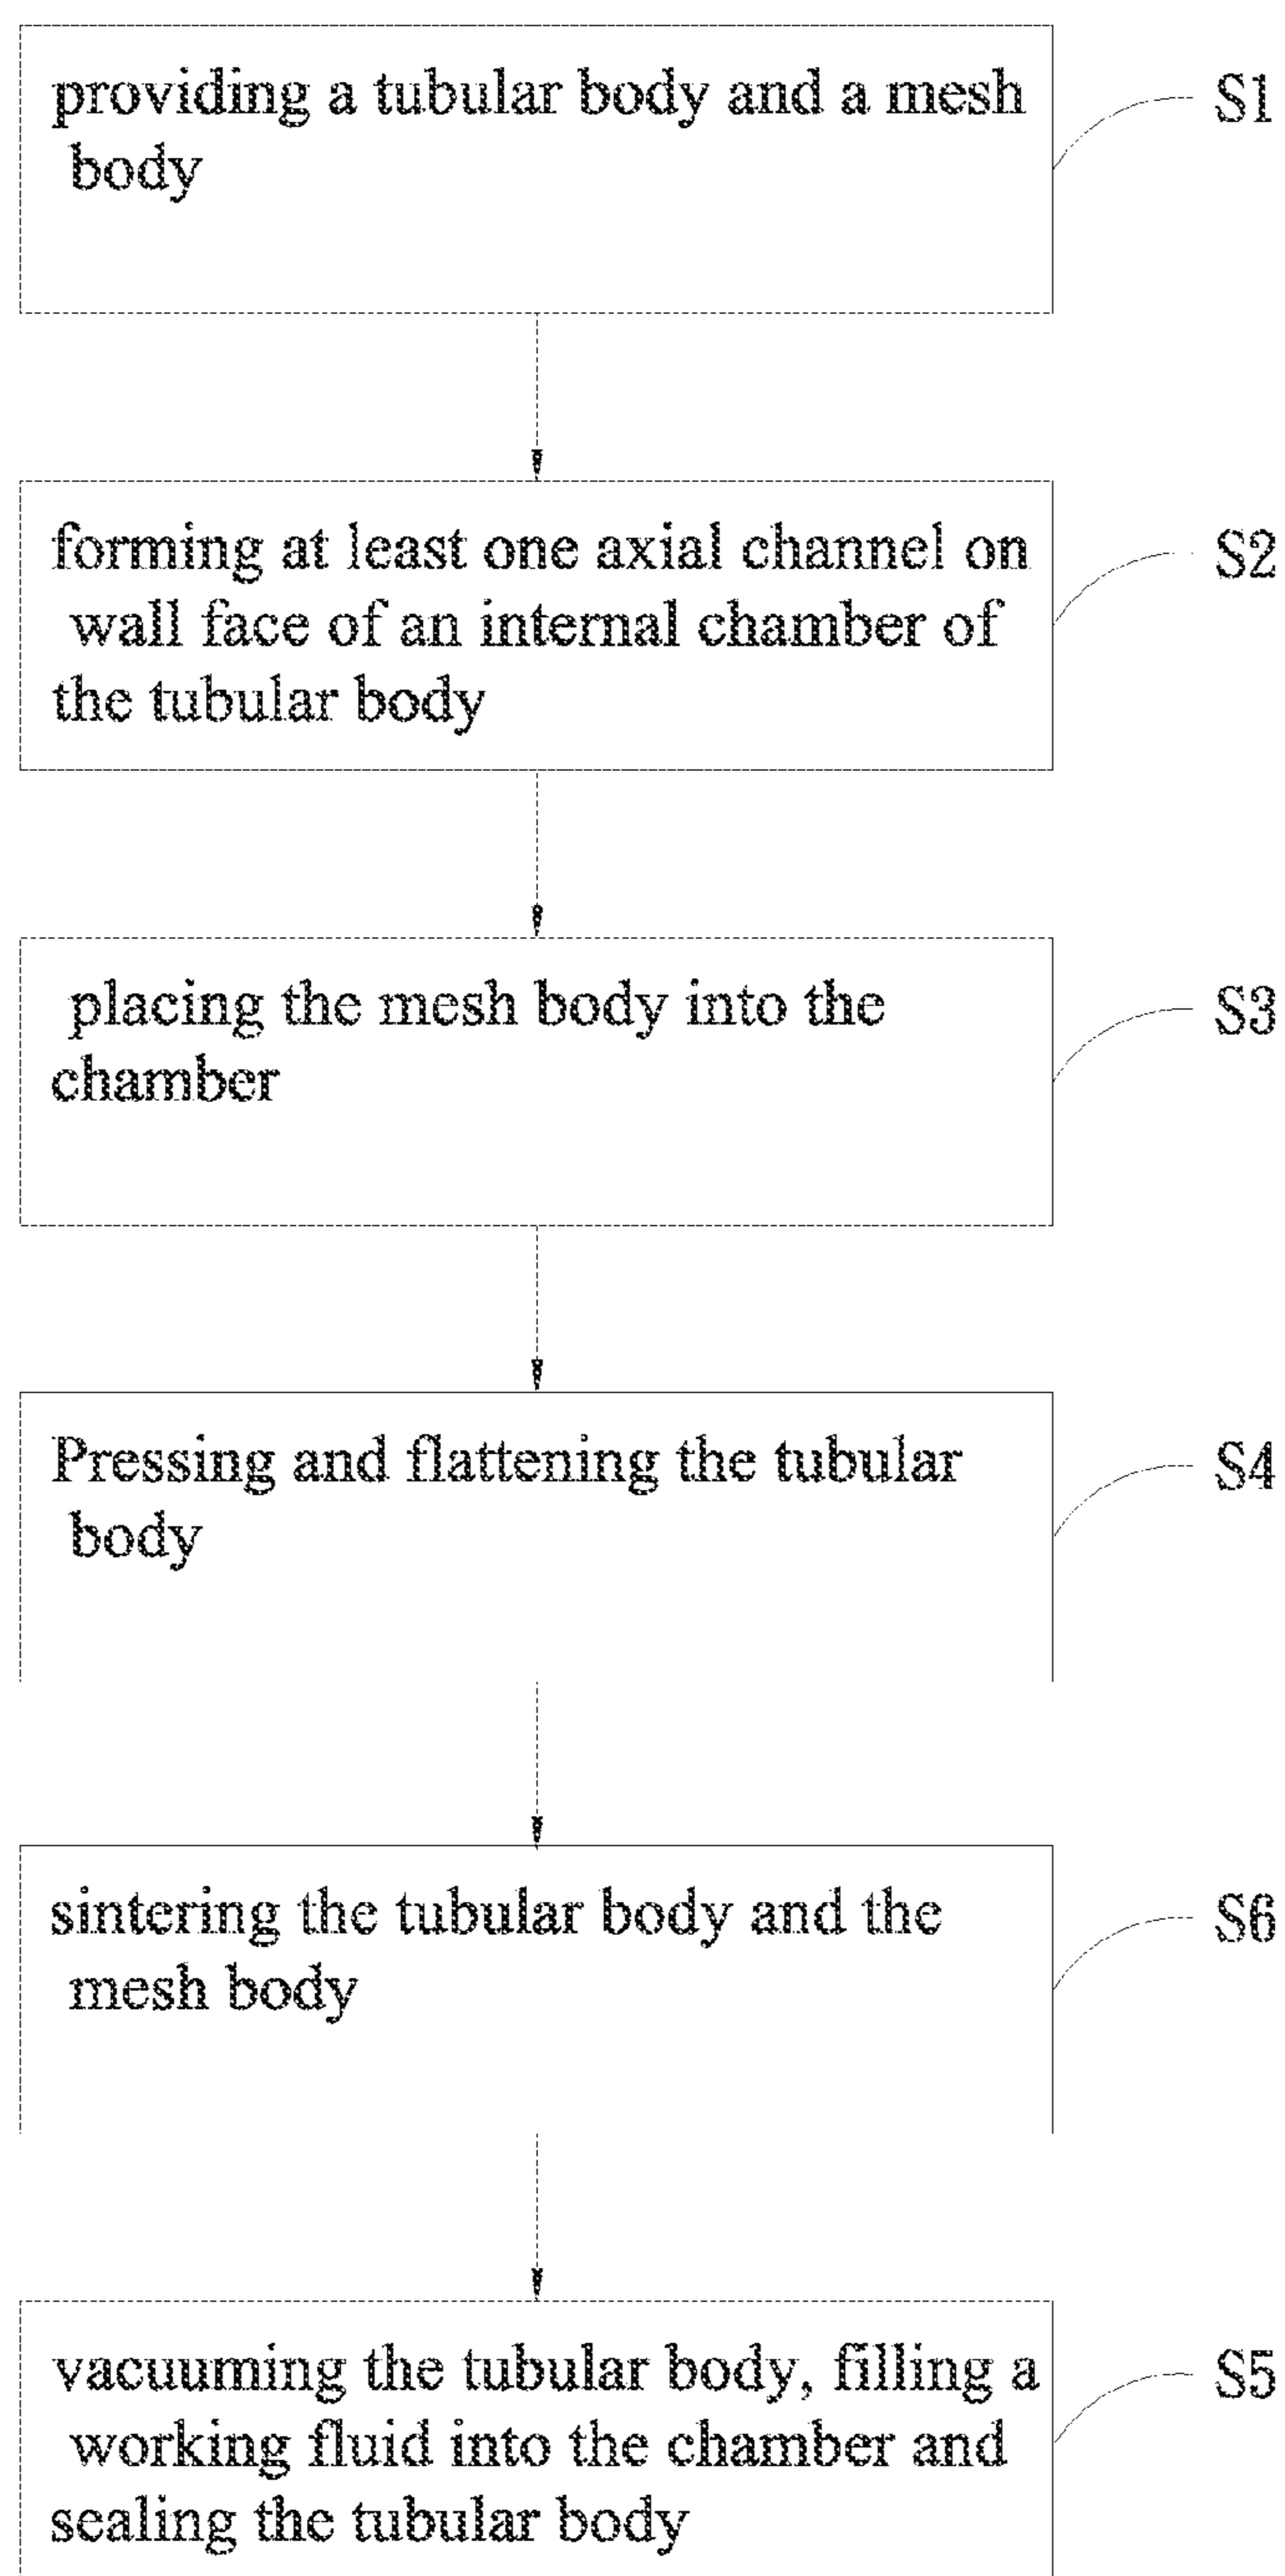 providing a tubular body and a mesh
body
S1
forming at least one axial channel on
wall face of an internal chamber of
the tubular body
S2
placing the mesh body into the
chamber
S3
Pressing and flattening the tubular
body
S4
sintering the tubular body and the
mesh body
S6
vacuuming the tubular body, filling a
working fluid into the chamber and
sealing the tubular body
S5